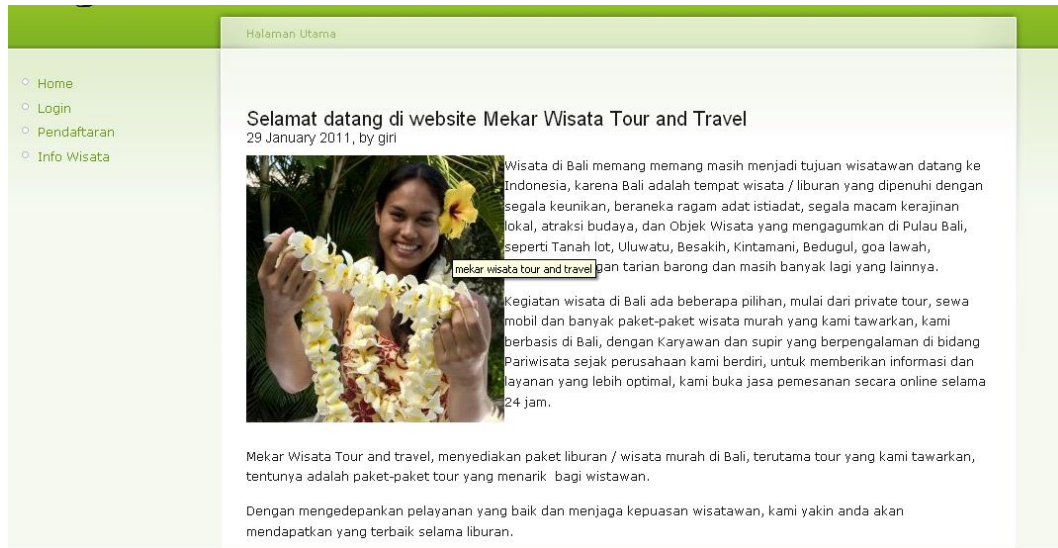 Halaman Utama
Home
Login
Pendaftaran
Info Wisata
Selamat datang di website Mekar Wisata Tour and Travel
29 January 2011, by giri
Wisata di Bali memang memang masih menjadi tujuan wisatawan datang ke
Indonesia, karena Bali adalah tempat wisata / liburan yang dipenuhi dengan
segala keunikan, beraneka ragam adat istiadat, segala macam kerajinan
lokal, atraksi budaya, dan Objek Wisata yang mengagumkan di Pulau Bali,
seperti Tanah lot, Uluwatu, Besakih, Kintamani, Bedugul, goa lawah,
mekar wisata tour and travel gan tarian barong dan masih banyak lagi yang lainnya.
Kegiatan wisata di Bali ada beberapa pilihan, mulai dari private tour, sewa
mobil dan banyak paket-paket wisata murah yang kami tawarkan, kami
berbasis di Bali, dengan Karyawan dan supir yang berpengalaman di bidang
Pariwisata sejak perusahaan kami berdiri, untuk memberikan informasi dan
layanan yang lebih optimal, kami buka jasa pemesanan secara online selama
24 jam.
Mekar Wisata Tour and travel, menyediakan paket liburan / wisata murah di Bali, terutama tour yang kami tawarkan,
tentunya adalah paket-paket tour yang menarik bagi wistawan.
Dengan mengedepankan pelayanan yang baik dan menjaga kepuasan wisatawan, kami yakin anda akan
mendapatkan yang terbaik selama liburan.